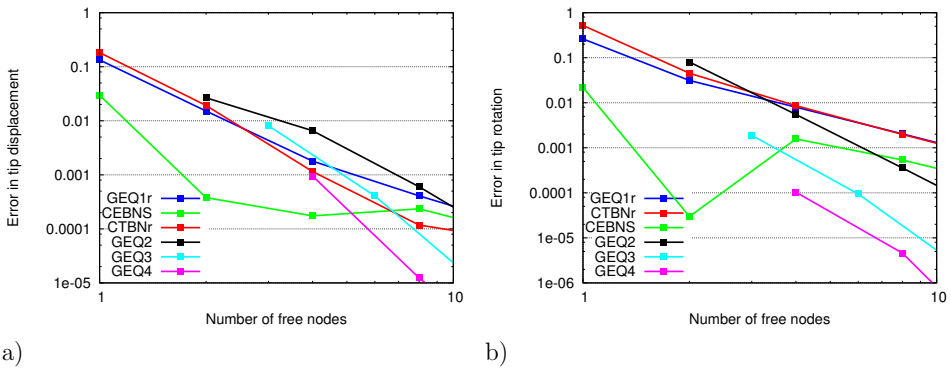 1
0.1
0.01
0.001
0.0001
1e-05
1
10
Error in tip displacement
Number of free nodes
GEQ1r
CEBNS
CTBNr
GEQ2
GEQ3
GEQ4
a)
1
0.1
0.01
0.001
0.0001
1e-05
1e-06
1
10
Error in tip rotation
Number of free nodes
GEQ1r
CTBNr
CEBNS
GEQ2
GEQ3
GEQ4
b)